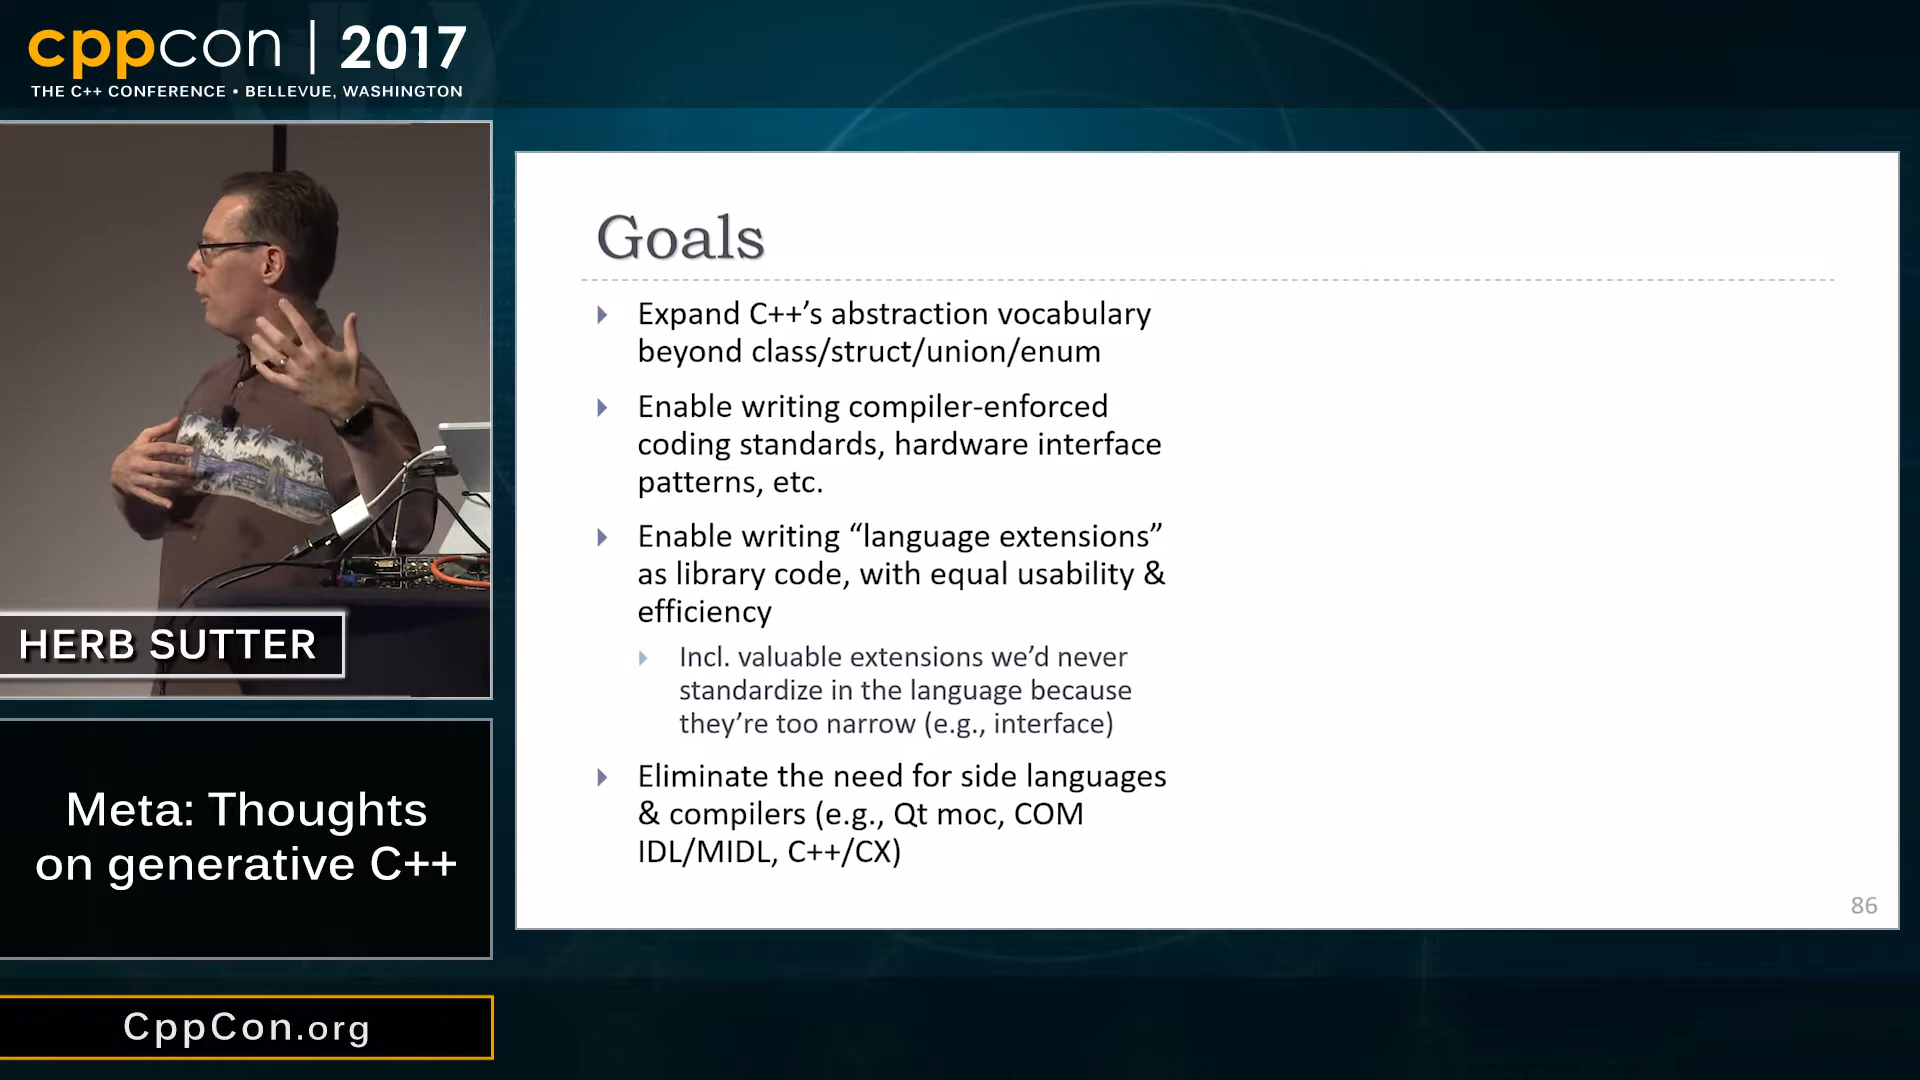 cppcon | 2017
THE C++ CONFERENCE • BELLEVUE, WASHINGTON
HERB SUTTER
Meta: Thoughts
on generative C++
CppCon.org
Goals
Expand C++’s abstraction vocabulary
beyond class/struct/union/enum
Enable writing compiler-enforced
coding standards, hardware interface
patterns, etc.
Enable writing “language extensions”
as library code, with equal usability &
efficiency
Incl. valuable extensions we’d never
standardize in the language because
they’re too narrow (e.g., interface)
Eliminate the need for side languages
& compilers (e.g., Qt moc, COM
IDL/MIDL, C++/CX)
86